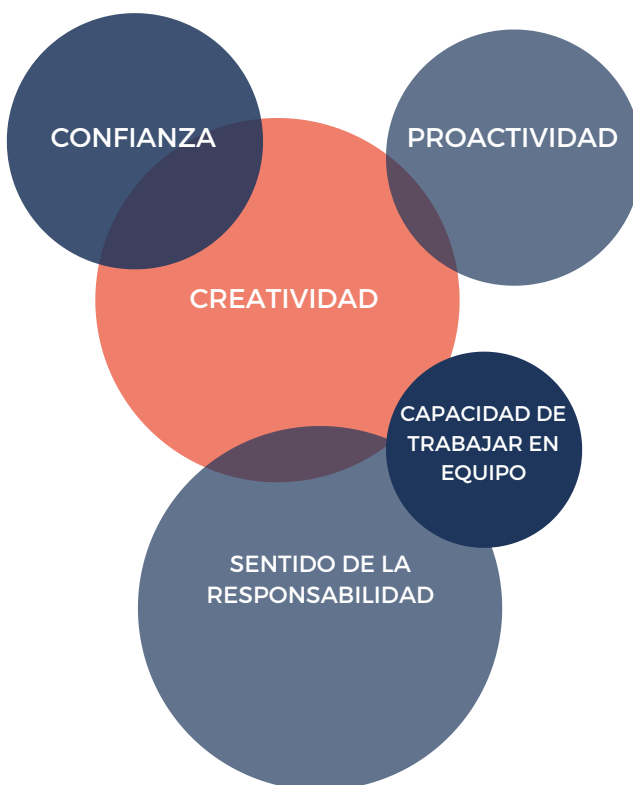 CONFIANZA
PROACTIVIDAD
CREATIVIDAD
CAPACIDAD DE
TRABAJAR EN
EQUIPO
SENTIDO DE LA
RESPONSABILIDAD